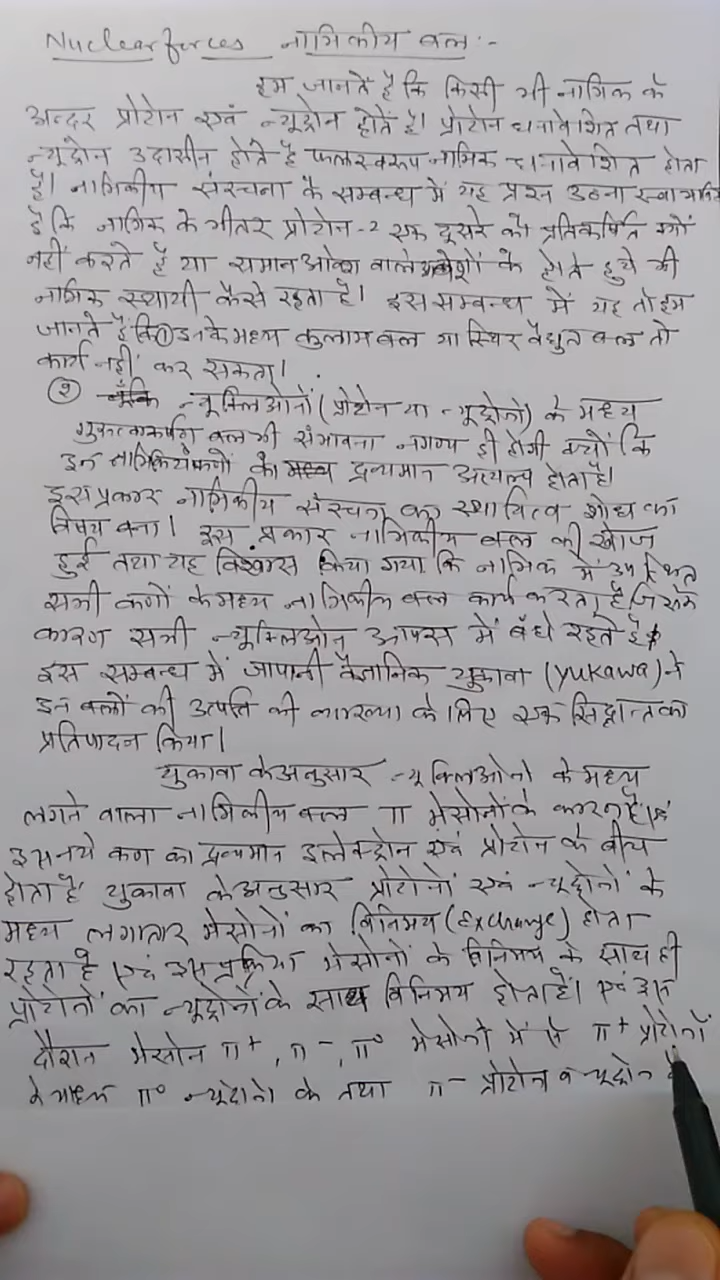 Nuclear forces नाभिकीय बल :-
हम जानते है कि किसी भी नाभिक के
अन्दर प्रोटोन एवं न्यूट्रोन होते है। प्रोटोन धनावेशित तथा
न्यूट्रोन उदासीन होते है फलस्वरूप नाभिक धनावेशित होता
है। नाभिकीय संरचना के सम्बन्ध में यह प्रश्न उठना स्वाभाविक
है कि नाभिक के भीतर प्रोटोन-2 एक दूसरे को प्रतिकर्षित क्यों
नहीं करते है या समान आवेश वाले के होते हुये भी
नाभिक स्थायी कैसे रहता है। इस सम्बन्ध में यह तो हम
जानते है कि ① इनके मध्य कुलाम बल या स्थिर वैधुत बल तो
कार्य नहीं कर सकता।
② चूँकि न्यूक्लिओनों (प्रोटोन या न्यूट्रोनो) के मध्य
गुरुत्वाकर्षण बल की संभावना नगण्य ही होगी क्यों कि
इन का द्रव्यमान अत्यल्प होता है।
इस प्रकार नाभिकीय संरचना का स्थायित्व शोध का
विषय बना। इस प्रकार नाभिकीय बल की खोज
हुई तथा यह किया गया कि नाभिक में उपस्थित
सभी कणों के मध्य नाभिकीय बल कार्य करता है जिसके
कारण सभी न्यूक्लिओन आपस में बँधे रहते है
इस सम्बन्ध में जापानी वैज्ञानिक युकावा (Yukawa) ने
इन बलों की उत्पत्ति की व्याख्या के लिए एक सिद्धान्त का
प्रतिपादन किया।
युकावा के अनुसार न्यूक्लिओनो के मध्य
लगने वाला नाभिकीय बल π मेसोनों के कारण है एवं
इस नये कण का द्रव्यमान इलेक्ट्रोन एवं प्रोटोन के बीच
होता है युकावा के अनुसार प्रोटोनों एवं न्यूट्रोनों के
मध्य लगातार मेसोनों का विनिमय (Exchange) होता
रहता है एवं इस प्रक्रिया मेसोनों के विनिमय के साथ ही
प्रोटोनों का न्यूट्रोनों के साथ विनिमय होता है। एवं इस
दौरान मेसोन π⁺, π⁻, π⁰ मेसोनो में से π⁺ प्रोटोनों
के मध्य π⁰ न्यूट्रोनो के तथा π⁻ प्रोटोन व न्यूट्रोन के